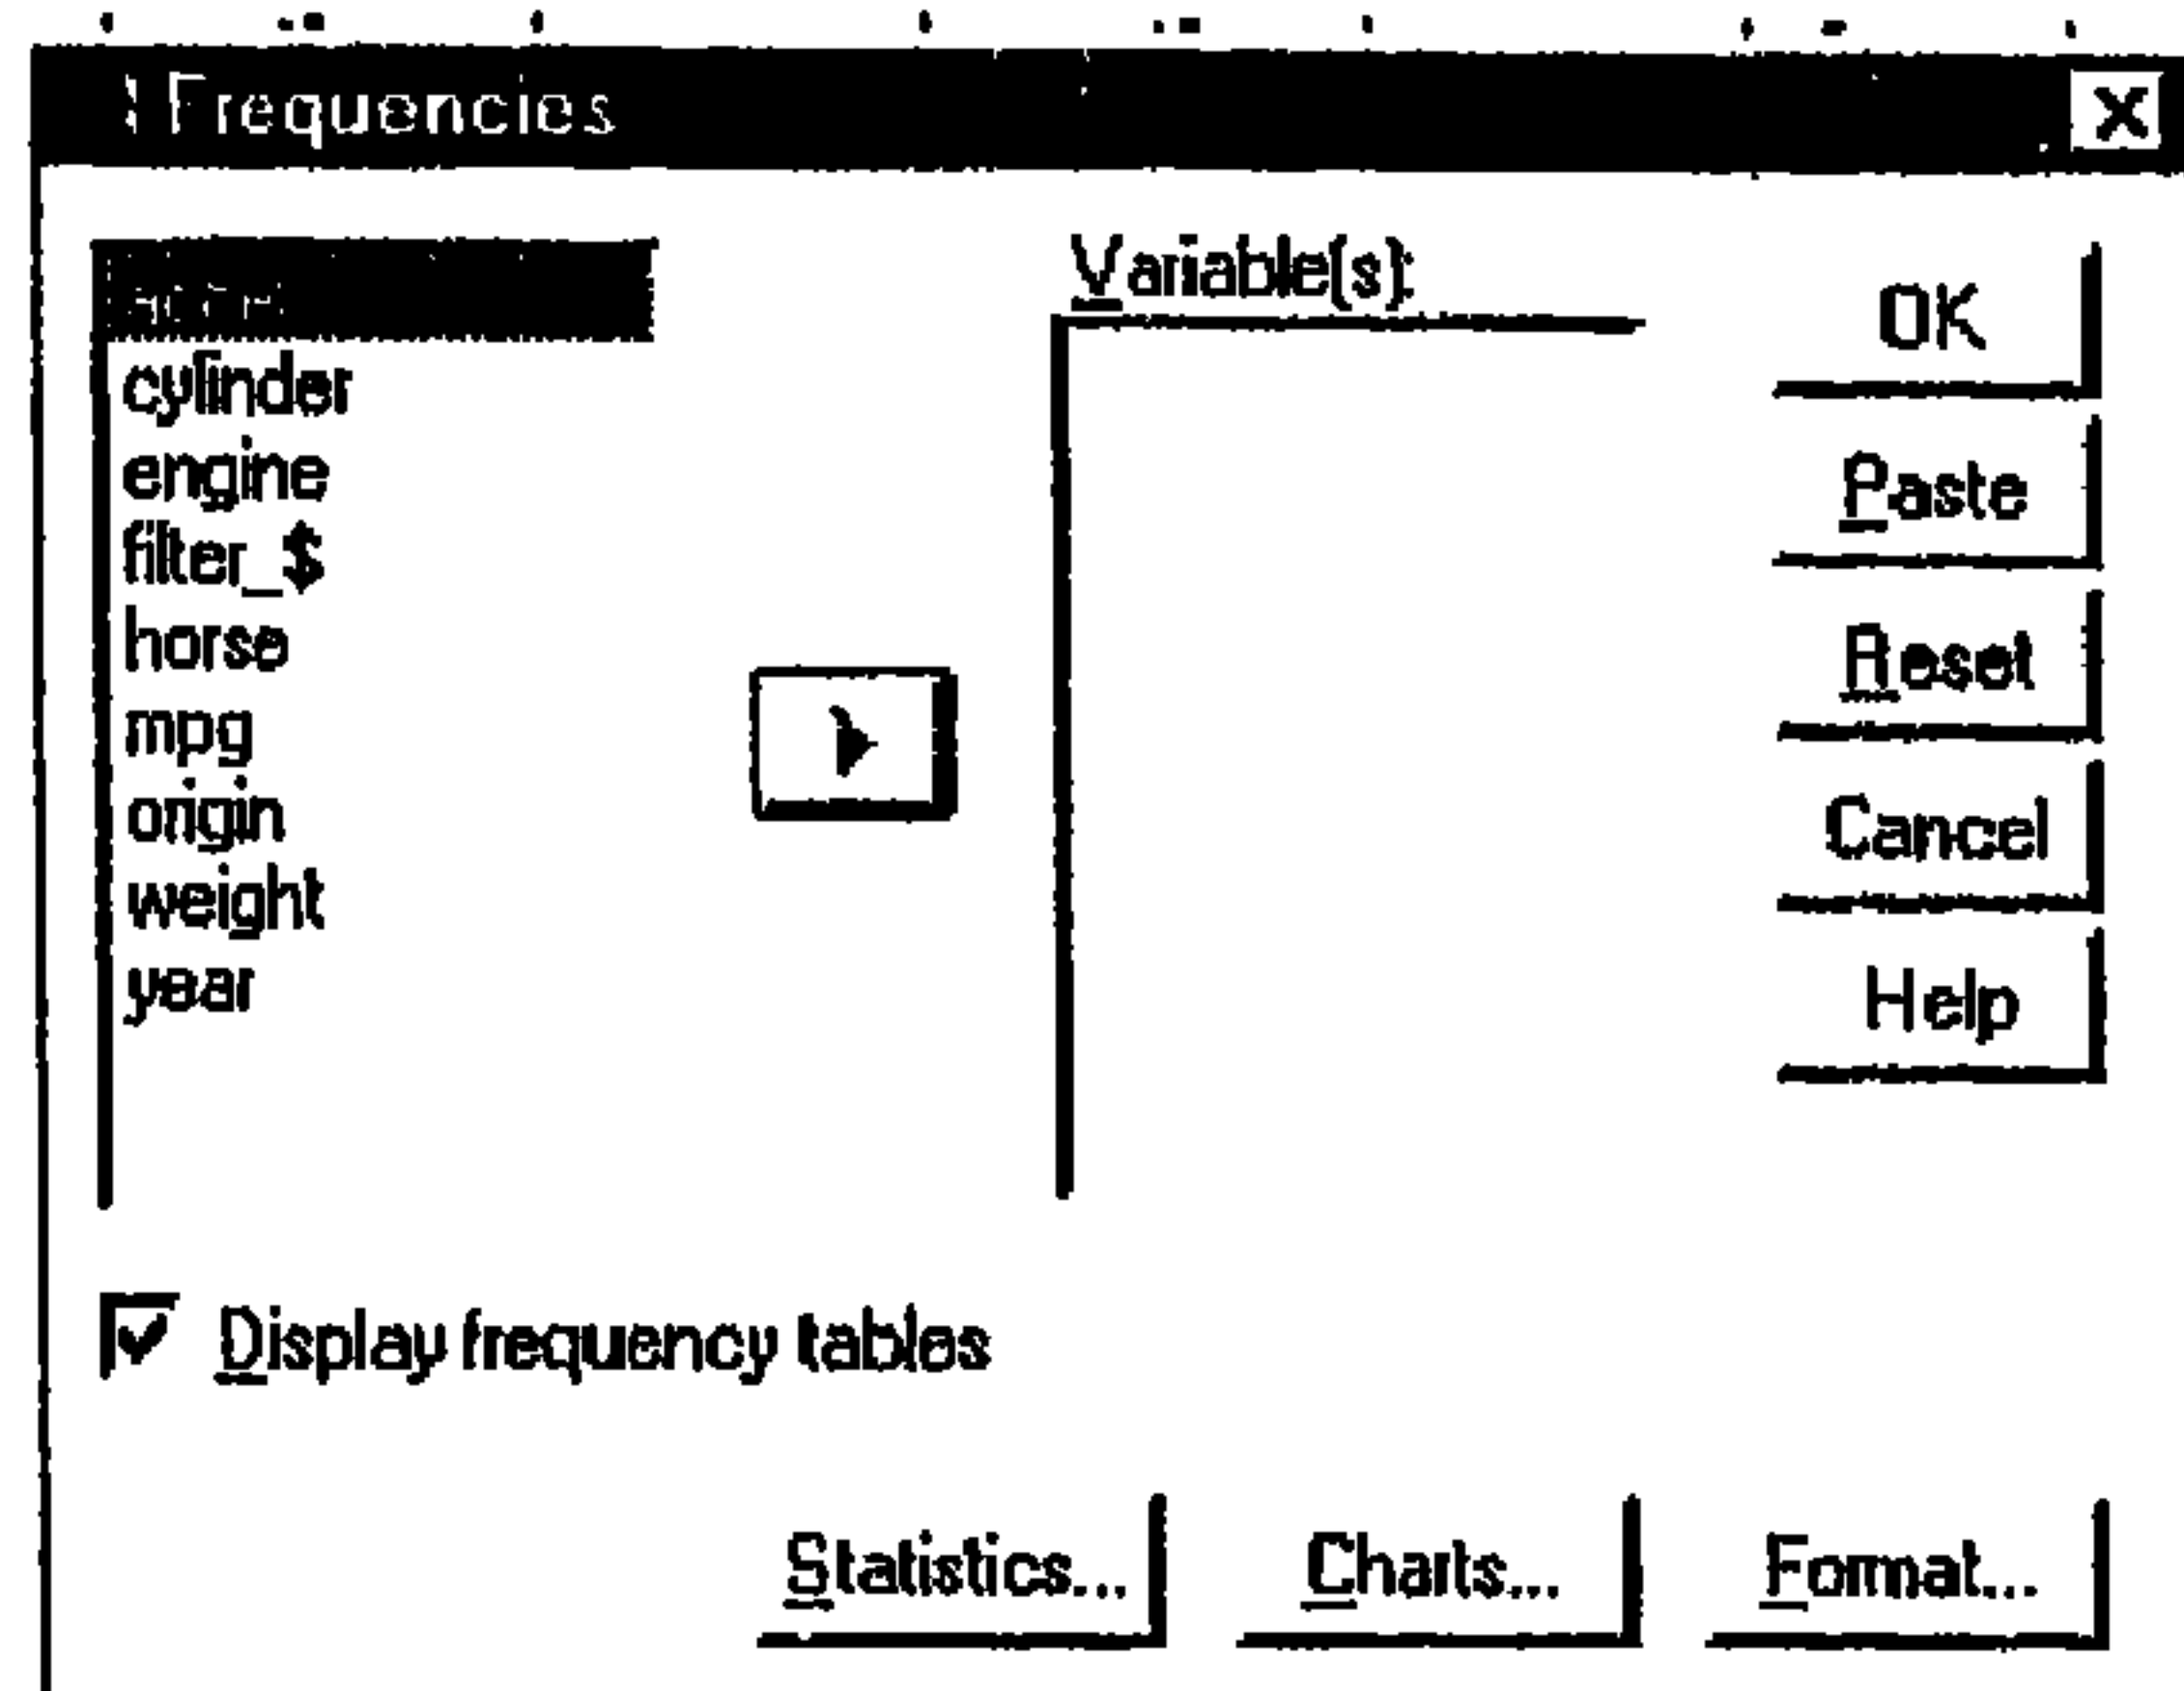 Frequencies
Variable(s):
cylinder
engine
filter_$
horse
mpg
origin
weight
year
OK
Paste
Reset
Cancel
Help
Display frequency tables
Statistics...
Charts...
Format...